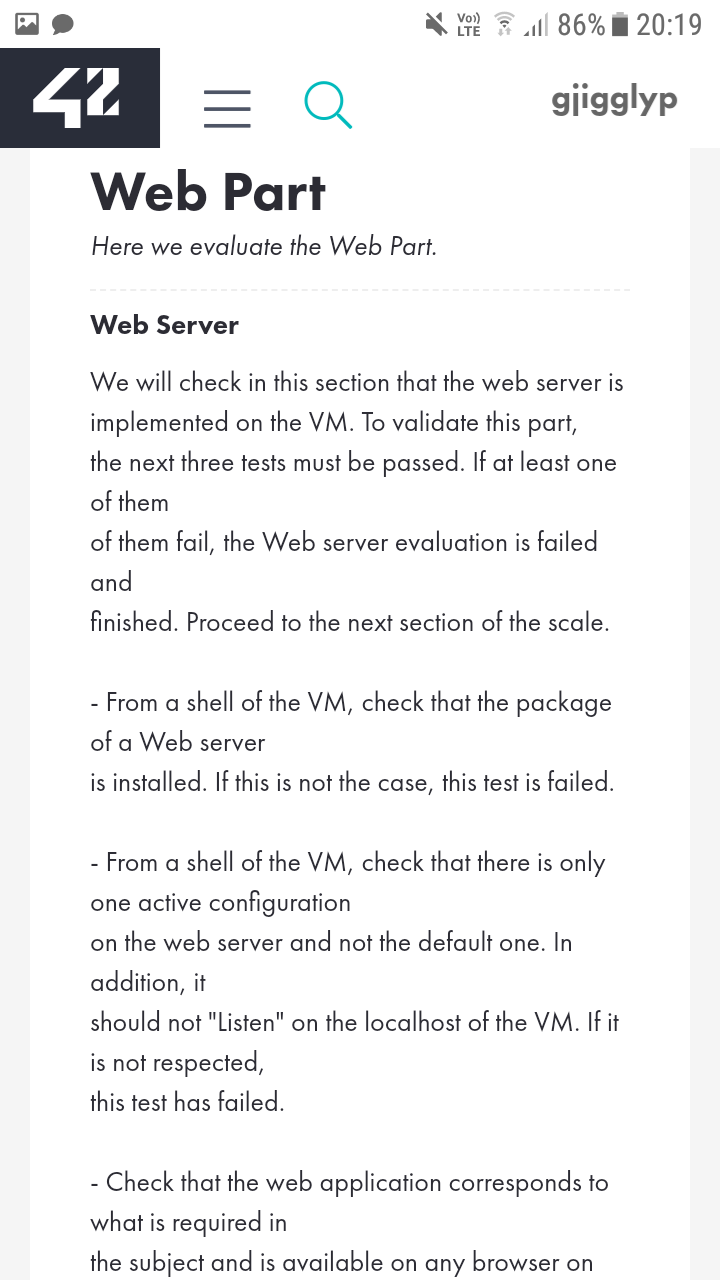 Vo))
LTE
86%
20:19
42
gjigglyp
Web Part
Here we evaluate the Web Part.
Web Server
We will check in this section that the web server is
implemented on the VM. To validate this part,
the next three tests must be passed. If at least one
of them
of them fail, the Web server evaluation is failed
and
finished. Proceed to the next section of the scale.
- From a shell of the VM, check that the package
of a Web server
is installed. If this is not the case, this test is failed.
- From a shell of the VM, check that there is only
one active configuration
on the web server and not the default one. In
addition, it
should not "Listen" on the localhost of the VM. If it
is not respected,
this test has failed.
- Check that the web application corresponds to
what is required in
the subject and is available on any browser on